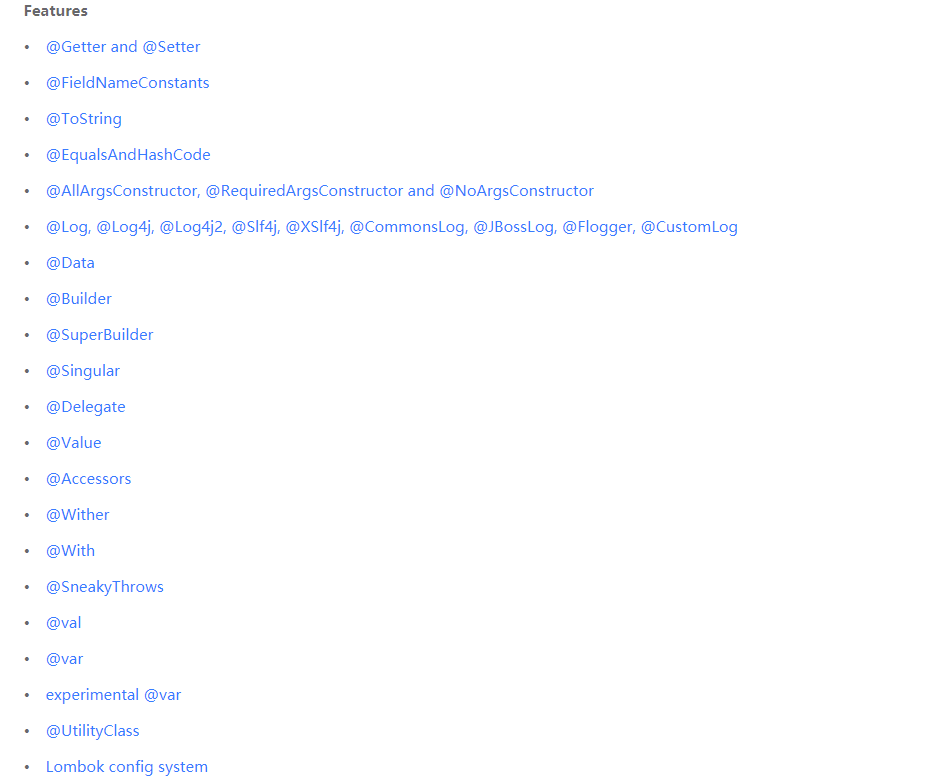 Features
• @Getter and @Setter
• @FieldNameConstants
• @ToString
• @EqualsAndHashCode
• @AllArgsConstructor, @RequiredArgsConstructor and @NoArgsConstructor
• @Log, @Log4j, @Log4j2, @Slf4j, @XSlf4j, @CommonsLog, @JBossLog, @Flogger, @CustomLog
• @Data
• @Builder
• @SuperBuilder
• @Singular
• @Delegate
• @Value
• @Accessors
• @Wither
• @With
• @SneakyThrows
• @val
• @var
• experimental @var
• @UtilityClass
• Lombok config system